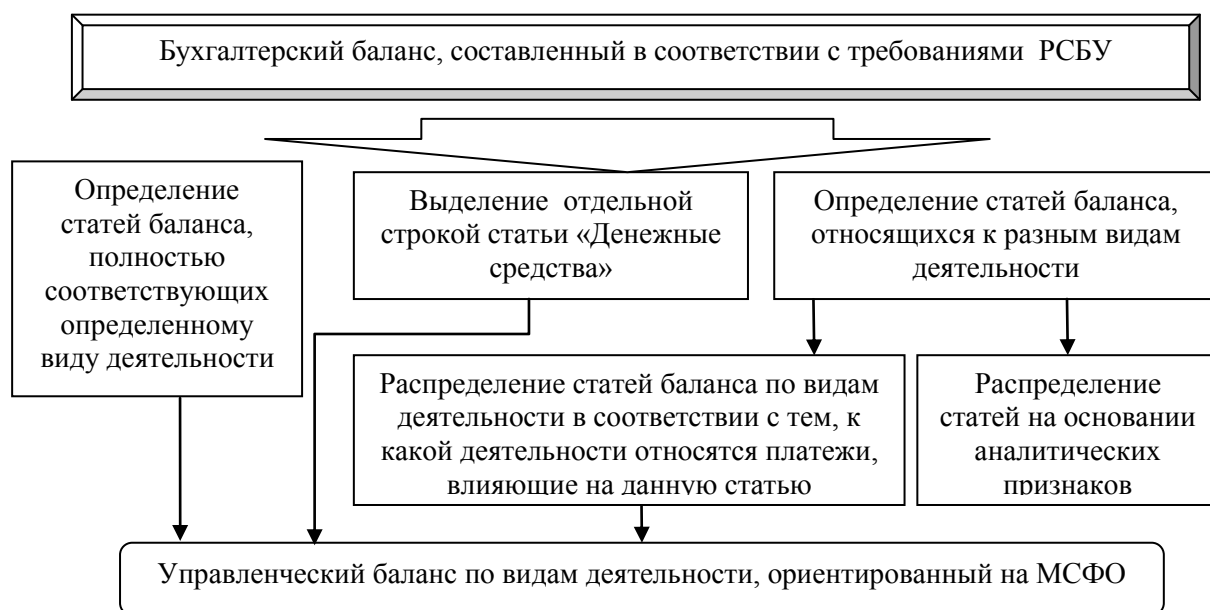 Бухгалтерский баланс, составленный в соответствии с требованиями РСБУ
Определение
статей баланса,
полностью
соответствующих
определенному
виду деятельности
Выделение отдельной
строкой статьи «Денежные
средства»
Определение статей баланса,
относящихся к разным видам
деятельности
Распределение статей баланса по видам
деятельности в соответствии с тем, к
какой деятельности относятся платежи,
влияющие на данную статью
Распределение
статей на основании
аналитических
признаков
Управленческий баланс по видам деятельности, ориентированный на МСФО